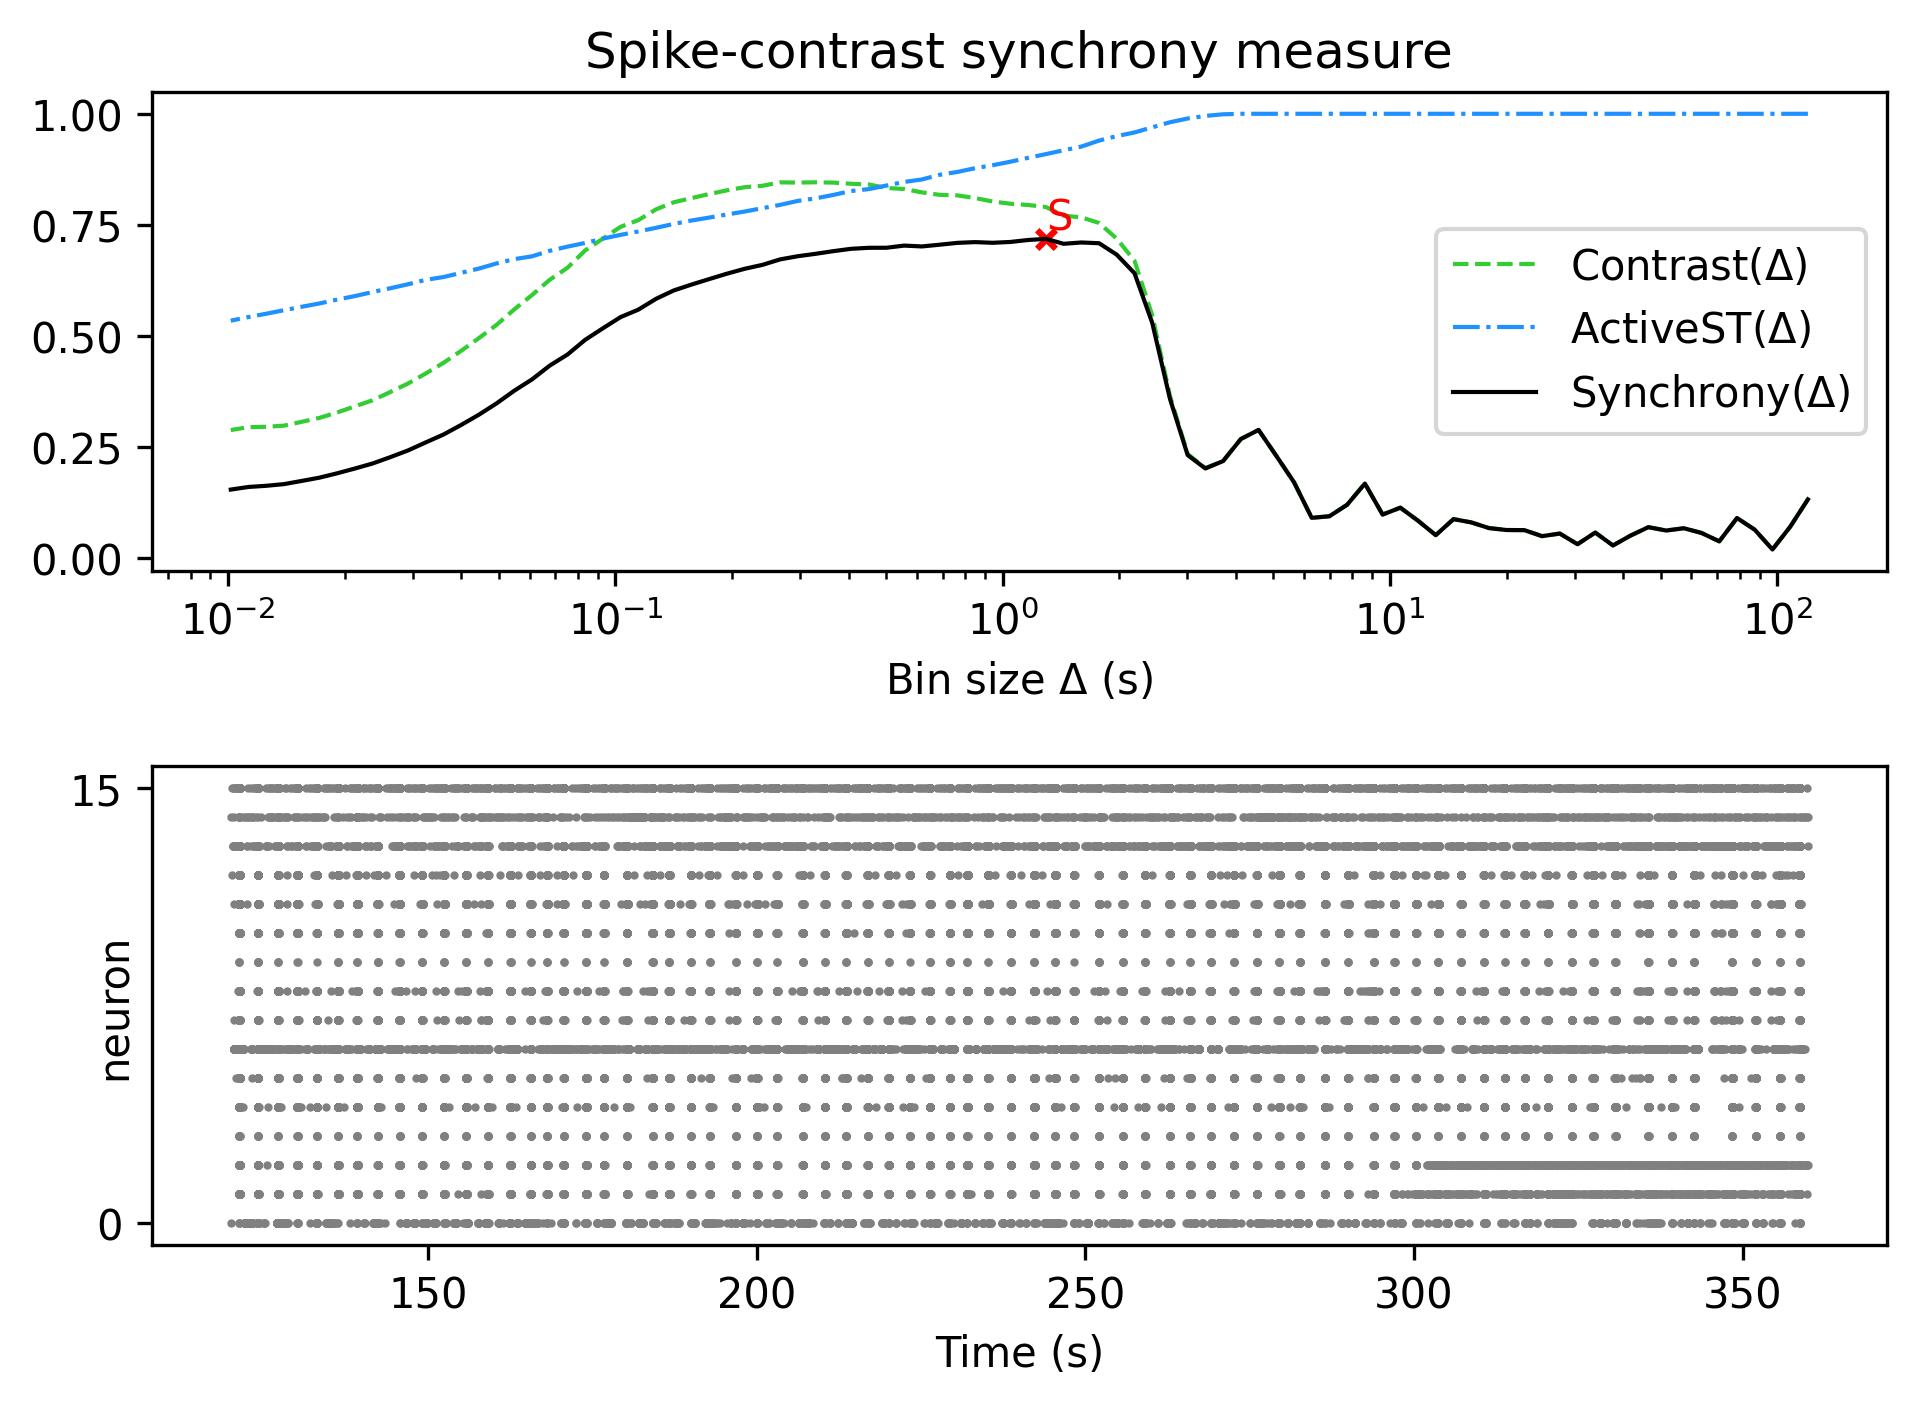 Spike-contrast synchrony measure
1.00
0.75
0.50
0.25
0.00
S
Contrast(Δ)
ActiveST(Δ)
Synchrony(Δ)
10⁻² 10⁻¹ 10⁰ 10¹ 10²
Bin size Δ (s)
15
neuron
0
150 200 250 300 350
Time (s)